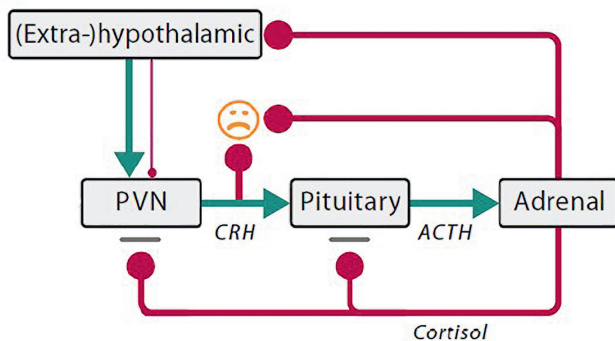 (Extra-)hypothalamic
PVN
CRH
Pituitary
ACTH
Adrenal
Cortisol